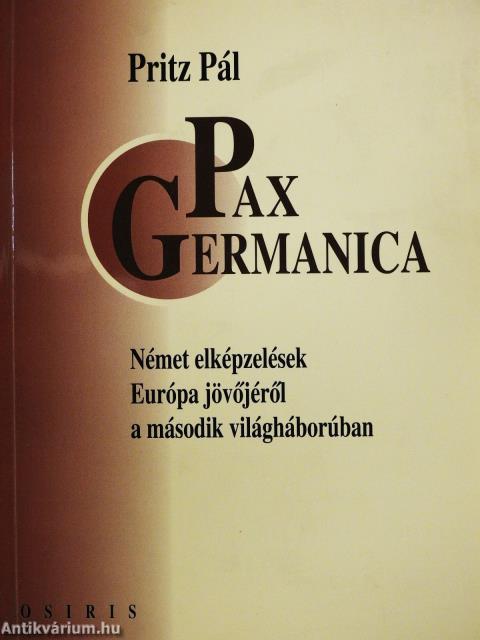 Pritz Pál
PAX
GERMANICA
Német elképzelések
Európa jövőjéről
a második világháborúban
OSIRIS
Antikvárium.hu